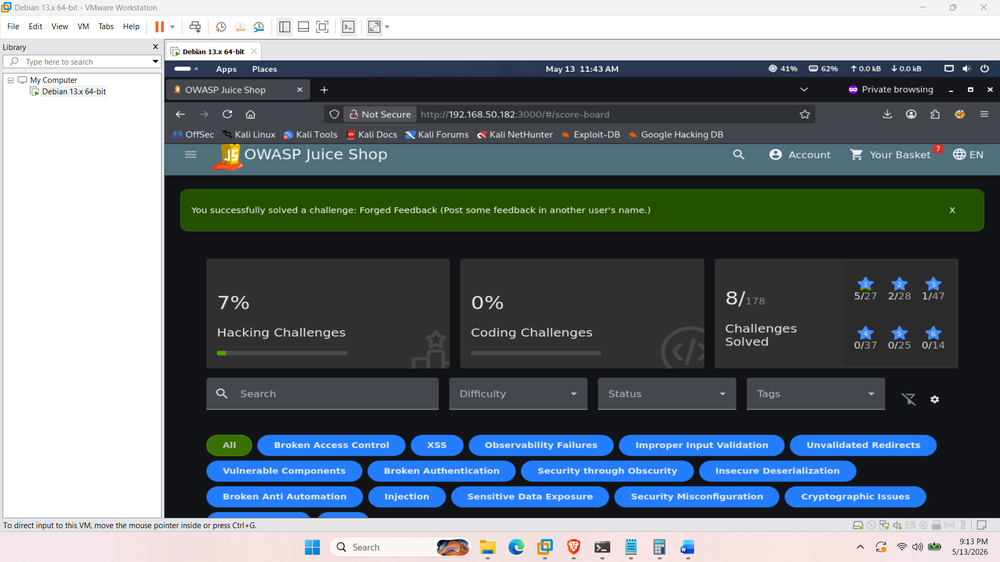 Debian 13.x 64-bit - VMware Workstation
File Edit View VM Tabs Help
Library
Type here to search
My Computer
Debian 13.x 64-bit
Debian 13.x 64-bit
Apps Places May 13 11:43 AM 41% 62% ↑ 0.0 kB ↓ 0.0 kB
OWASP Juice Shop Private browsing
Not Secure http://192.168.50.182:3000/#/score-board
OffSec Kali Linux Kali Tools Kali Docs Kali Forums Kali NetHunter Exploit-DB Google Hacking DB
JS OWASP Juice Shop Account Your Basket 7 EN
You successfully solved a challenge: Forged Feedback (Post some feedback in another user's name.) X
7%
Hacking Challenges
0%
Coding Challenges
8/178
Challenges
Solved
1 2 3
5/27 2/28 1/47
4 5 6
0/37 0/25 0/14
Search Difficulty Status Tags
All Broken Access Control XSS Observability Failures Improper Input Validation Unvalidated Redirects
Vulnerable Components Broken Authentication Security through Obscurity Insecure Deserialization
Broken Anti Automation Injection Sensitive Data Exposure Security Misconfiguration Cryptographic Issues
To direct input to this VM, move the mouse pointer inside or press Ctrl+G.
Search
9:13 PM
5/13/2026